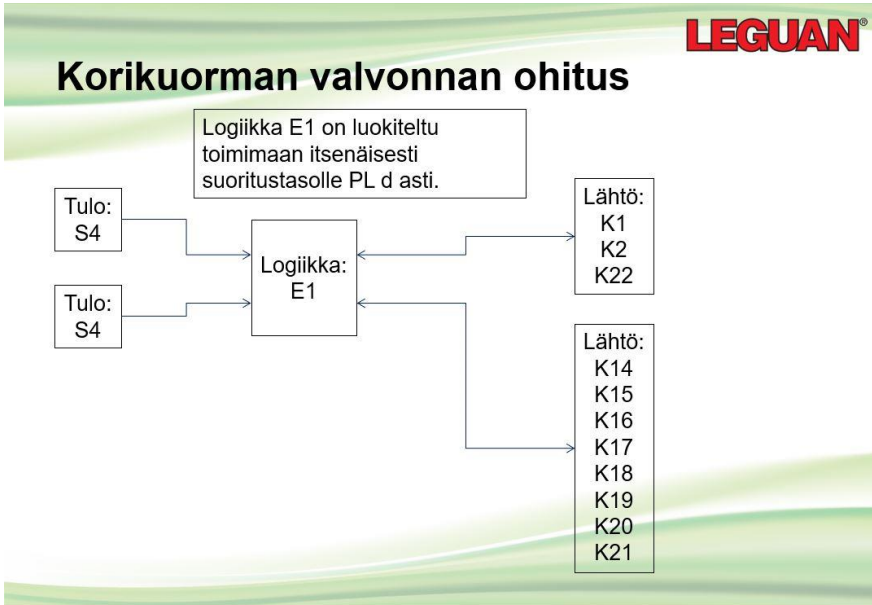 LEGUAN®
Korikuorman valvonnan ohitus
Logiikka E1 on luokiteltu
toimimaan itsenäisesti
suoritustasolle PL d asti.
Tulo:
S4
Tulo:
S4
Logiikka:
E1
Lähtö:
K1
K2
K22
Lähtö:
K14
K15
K16
K17
K18
K19
K20
K21